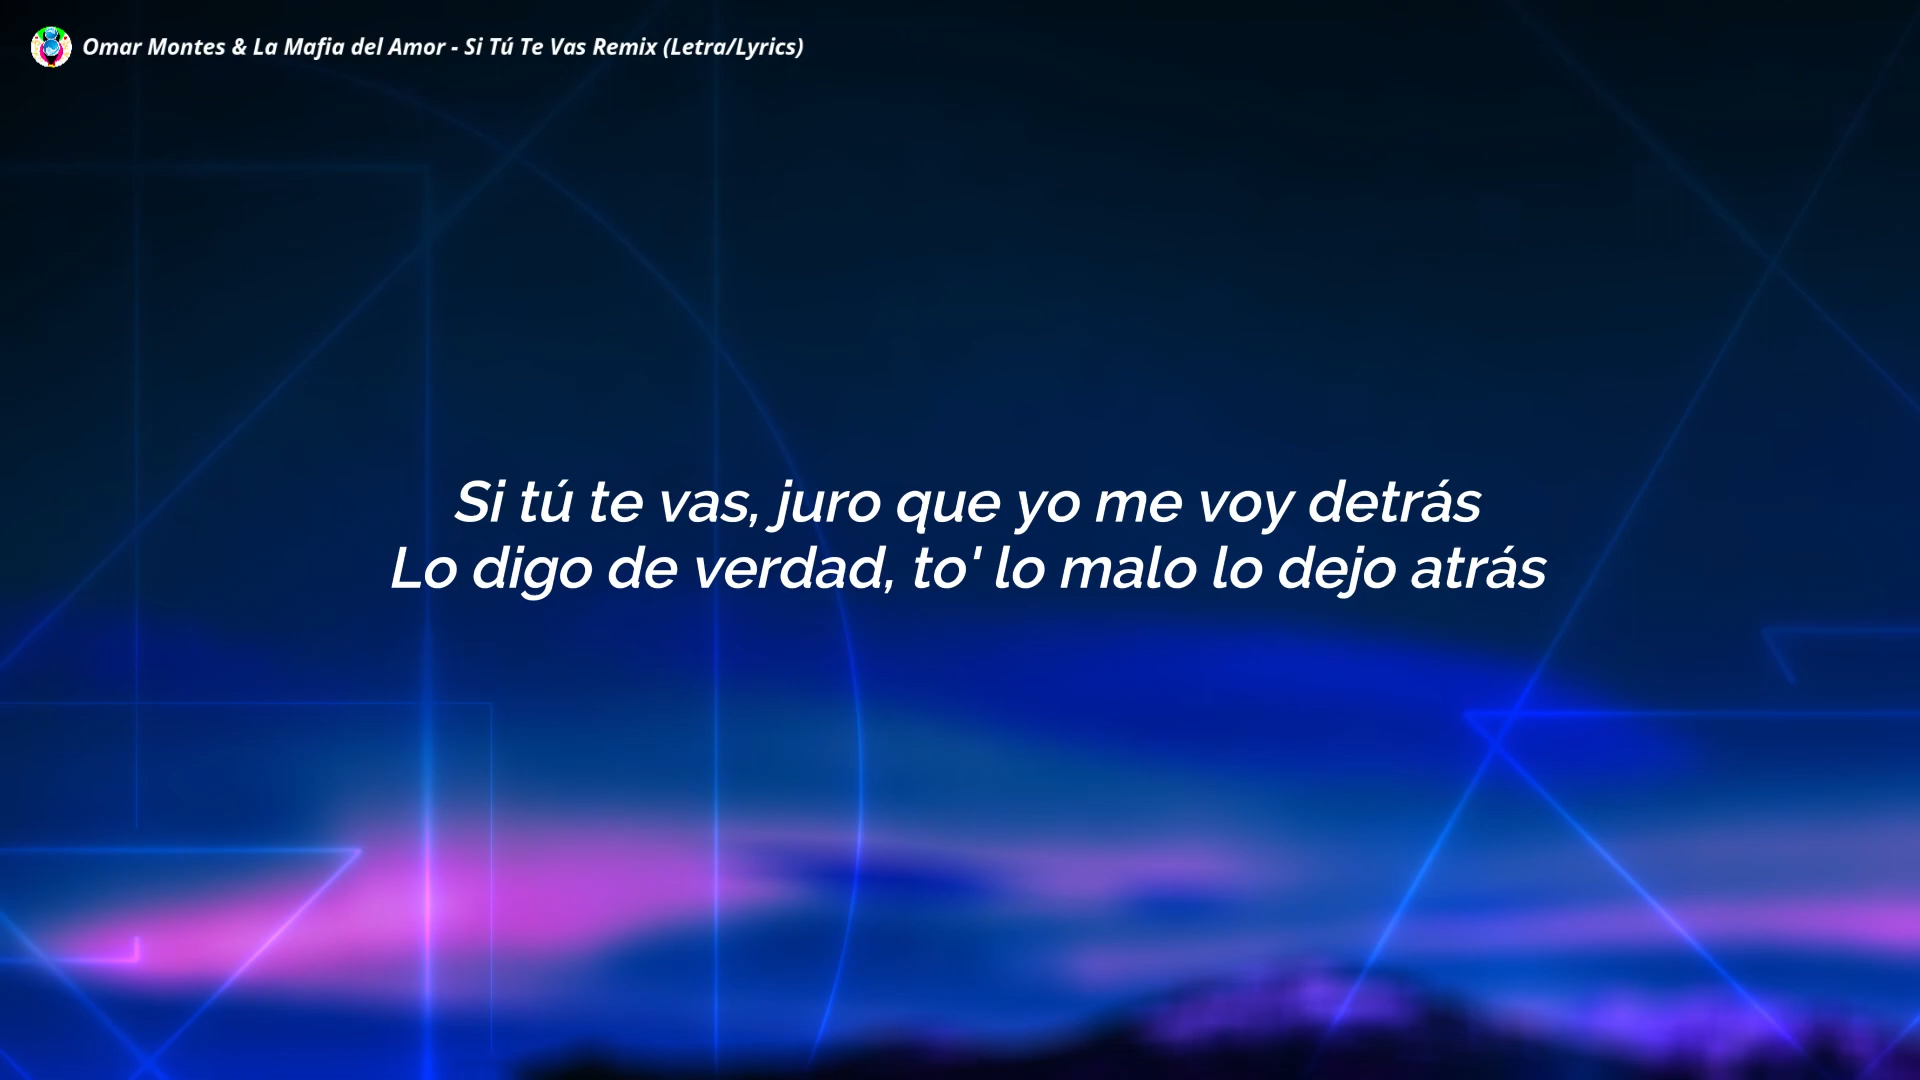 Omar Montes & La Mafia del Amor - Si Tú Te Vas Remix (Letra/Lyrics)
Si tú te vas, juro que yo me voy detrás
Lo digo de verdad, to' lo malo lo dejo atrás